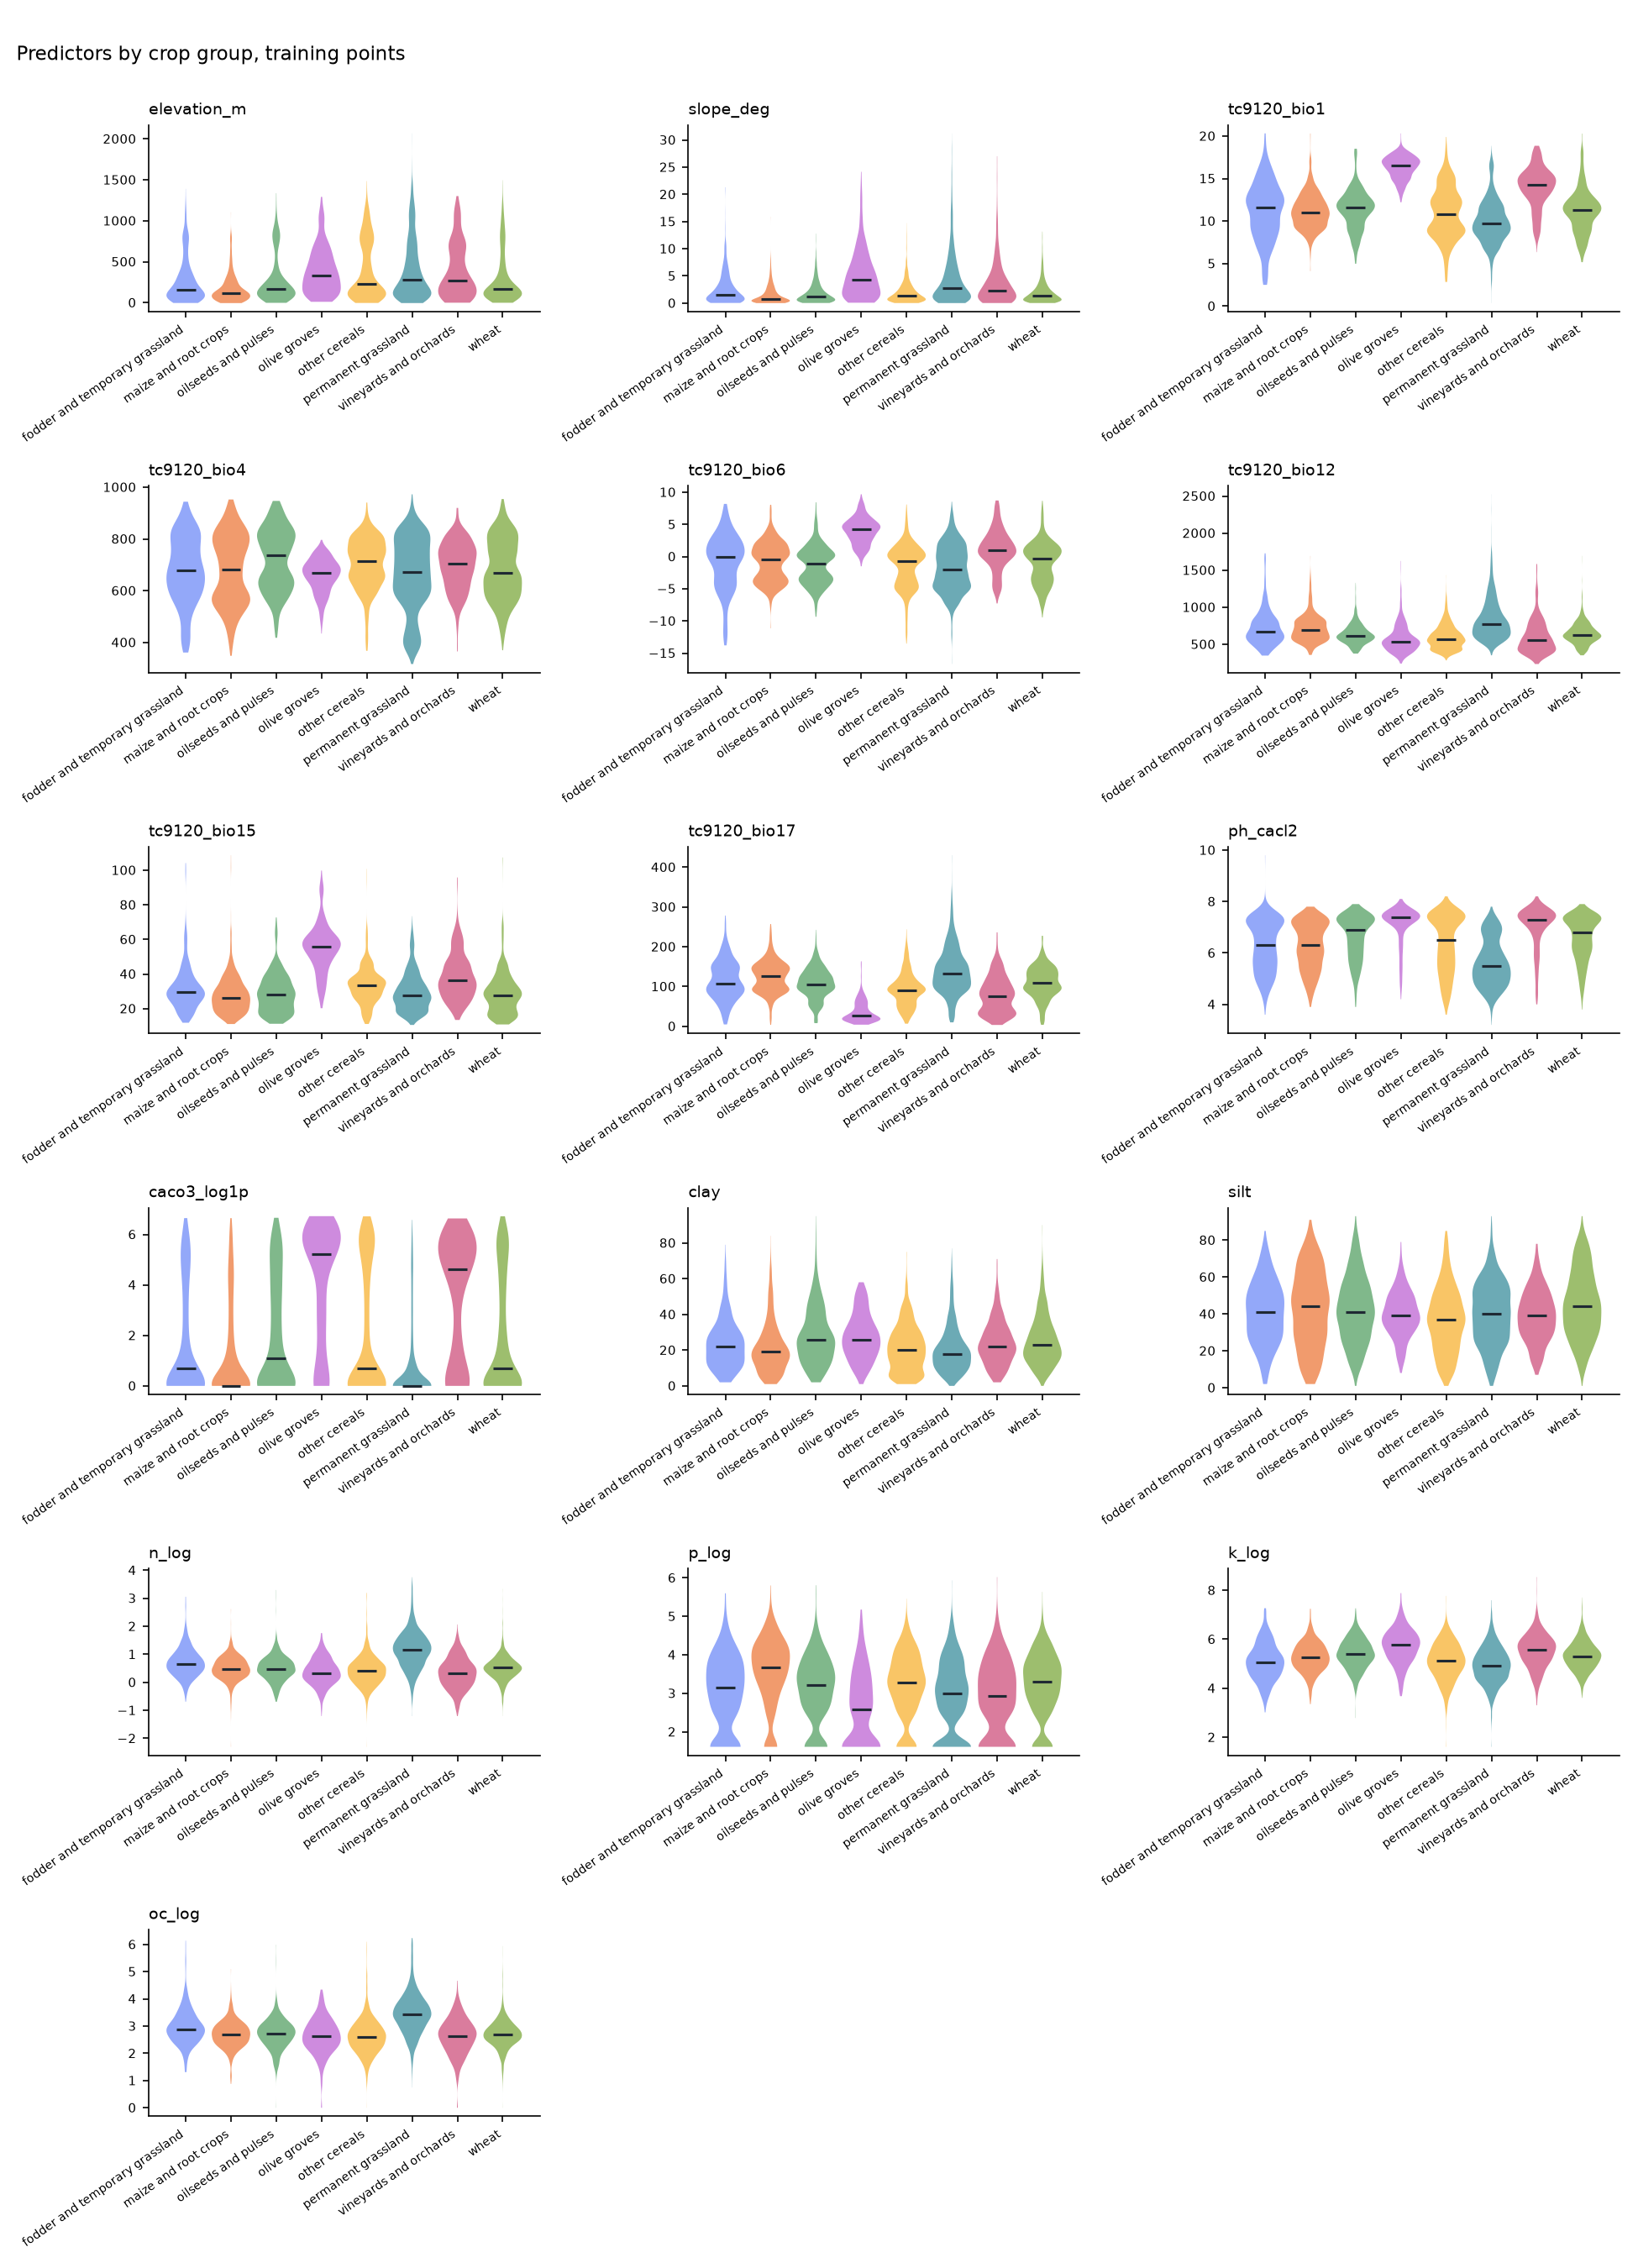 Predictors by crop group, training points
elevation_m
2000
1500
1000
500
0
fodder and temporary grassland
maize and root crops
oilseeds and pulses
olive groves
other cereals
permanent grassland
vineyards and orchards
wheat
slope_deg
30
25
20
15
10
5
0
fodder and temporary grassland
maize and root crops
oilseeds and pulses
olive groves
other cereals
permanent grassland
vineyards and orchards
wheat
tc9120_bio1
20
15
10
5
0
fodder and temporary grassland
maize and root crops
oilseeds and pulses
olive groves
other cereals
permanent grassland
vineyards and orchards
wheat
tc9120_bio4
1000
800
600
400
fodder and temporary grassland
maize and root crops
oilseeds and pulses
olive groves
other cereals
permanent grassland
vineyards and orchards
wheat
tc9120_bio6
10
5
0
−5
−10
−15
fodder and temporary grassland
maize and root crops
oilseeds and pulses
olive groves
other cereals
permanent grassland
vineyards and orchards
wheat
tc9120_bio12
2500
2000
1500
1000
500
fodder and temporary grassland
maize and root crops
oilseeds and pulses
olive groves
other cereals
permanent grassland
vineyards and orchards
wheat
tc9120_bio15
100
80
60
40
20
fodder and temporary grassland
maize and root crops
oilseeds and pulses
olive groves
other cereals
permanent grassland
vineyards and orchards
wheat
tc9120_bio17
400
300
200
100
0
fodder and temporary grassland
maize and root crops
oilseeds and pulses
olive groves
other cereals
permanent grassland
vineyards and orchards
wheat
ph_cacl2
10
8
6
4
fodder and temporary grassland
maize and root crops
oilseeds and pulses
olive groves
other cereals
permanent grassland
vineyards and orchards
wheat
caco3_log1p
6
4
2
0
fodder and temporary grassland
maize and root crops
oilseeds and pulses
olive groves
other cereals
permanent grassland
vineyards and orchards
wheat
clay
80
60
40
20
0
fodder and temporary grassland
maize and root crops
oilseeds and pulses
olive groves
other cereals
permanent grassland
vineyards and orchards
wheat
silt
80
60
40
20
0
fodder and temporary grassland
maize and root crops
oilseeds and pulses
olive groves
other cereals
permanent grassland
vineyards and orchards
wheat
n_log
4
3
2
1
0
−1
−2
fodder and temporary grassland
maize and root crops
oilseeds and pulses
olive groves
other cereals
permanent grassland
vineyards and orchards
wheat
p_log
6
5
4
3
2
fodder and temporary grassland
maize and root crops
oilseeds and pulses
olive groves
other cereals
permanent grassland
vineyards and orchards
wheat
k_log
8
6
4
2
fodder and temporary grassland
maize and root crops
oilseeds and pulses
olive groves
other cereals
permanent grassland
vineyards and orchards
wheat
oc_log
6
5
4
3
2
1
0
fodder and temporary grassland
maize and root crops
oilseeds and pulses
olive groves
other cereals
permanent grassland
vineyards and orchards
wheat